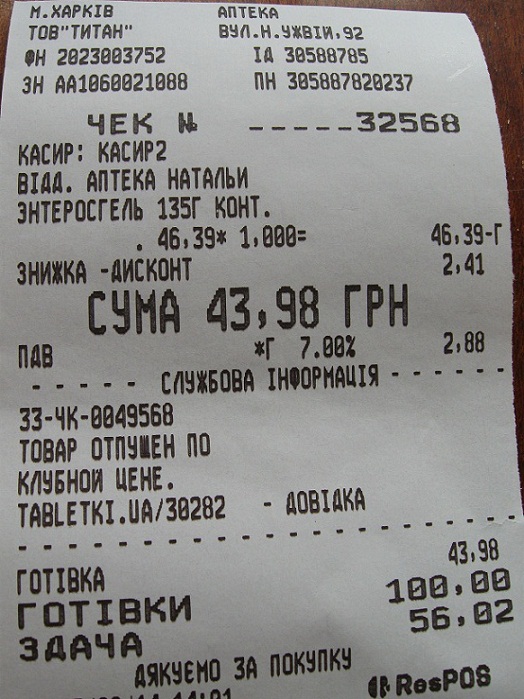 М.ХАРКІВ АПТЕКА
ТОВ"ТИТАН" ВУЛ.Н.УЖВІЙ,92
ФН 2023003752 ІД 30588785
ЗН АА1060021088 ПН 305887820237
ЧЕК № _____32568
КАСИР: КАСИР2
ВІДД. АПТЕКА НАТАЛЬИ
ЭНТЕРОСГЕЛЬ 135Г КОНТ.
. 46,39* 1,000= 46,39-Г
ЗНИЖКА -ДИСКОНТ 2,41
СУМА 43,98 ГРН
ПДВ *Г 7.00% 2,88
- - - - - СЛУЖБОВА ІНФОРМАЦІЯ - - - - - -
33-ЧК-0049568
ТОВАР ОТПУШЕН ПО
КЛУБНОЙ ЦЕНЕ.
TABLETKI.UA/30282 - ДОВІДКА
ГОТІВКА 43,98
ГОТІВКИ 100,00
ЗДАЧА 56,02
ДЯКУЄМО ЗА ПОКУПКУ
ResPOS